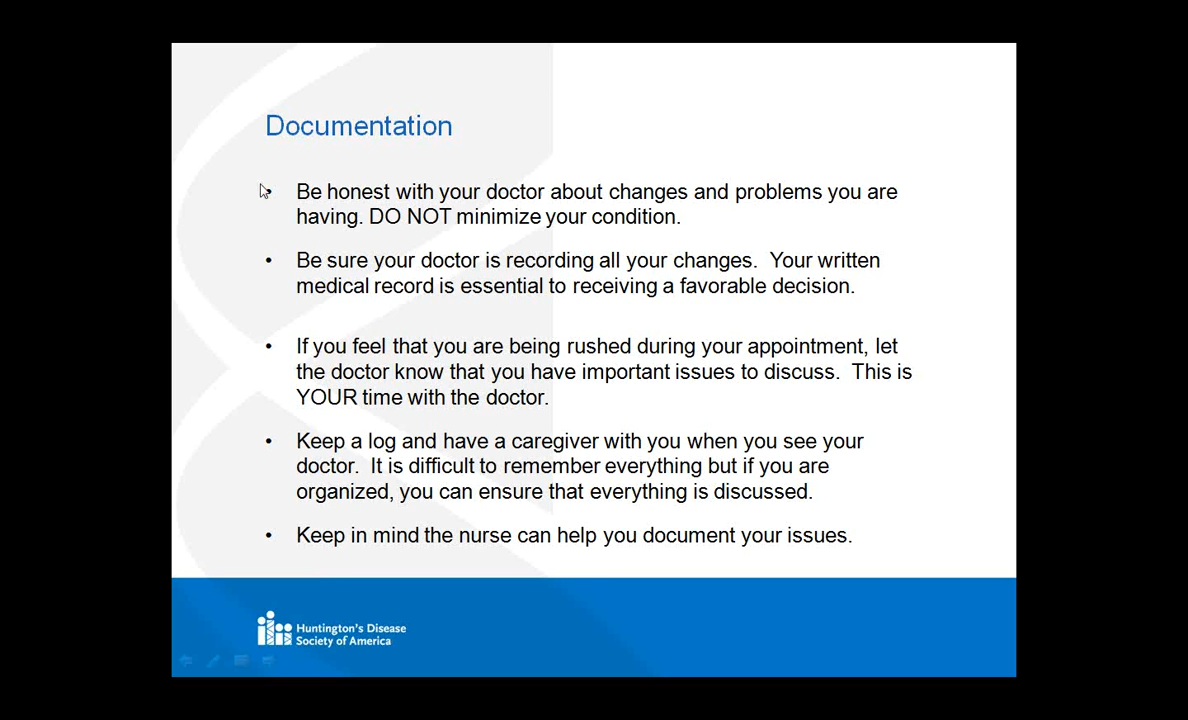 Documentation
• Be honest with your doctor about changes and problems you are
having. DO NOT minimize your condition.
• Be sure your doctor is recording all your changes.  Your written
medical record is essential to receiving a favorable decision.
• If you feel that you are being rushed during your appointment, let
the doctor know that you have important issues to discuss.  This is
YOUR time with the doctor.
• Keep a log and have a caregiver with you when you see your
doctor.  It is difficult to remember everything but if you are
organized, you can ensure that everything is discussed.
• Keep in mind the nurse can help you document your issues.
Huntington's Disease
Society of America